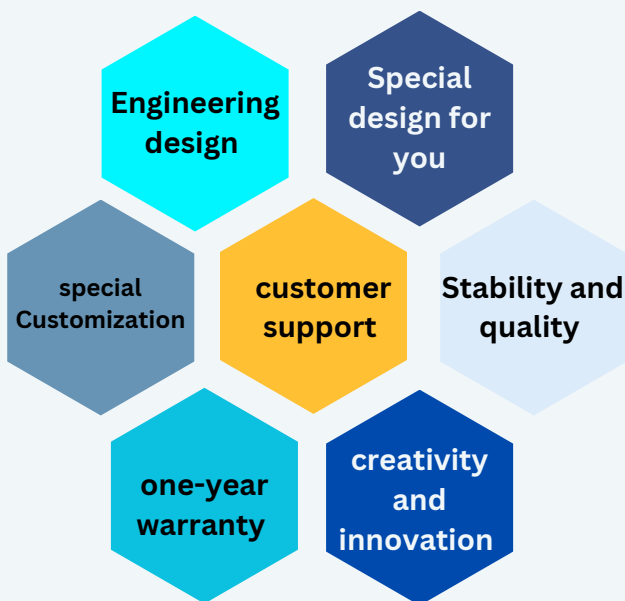 Engineering
design
Special
design for
you
special
Customization
customer
support
Stability and
quality
one-year
warranty
creativity
and
innovation